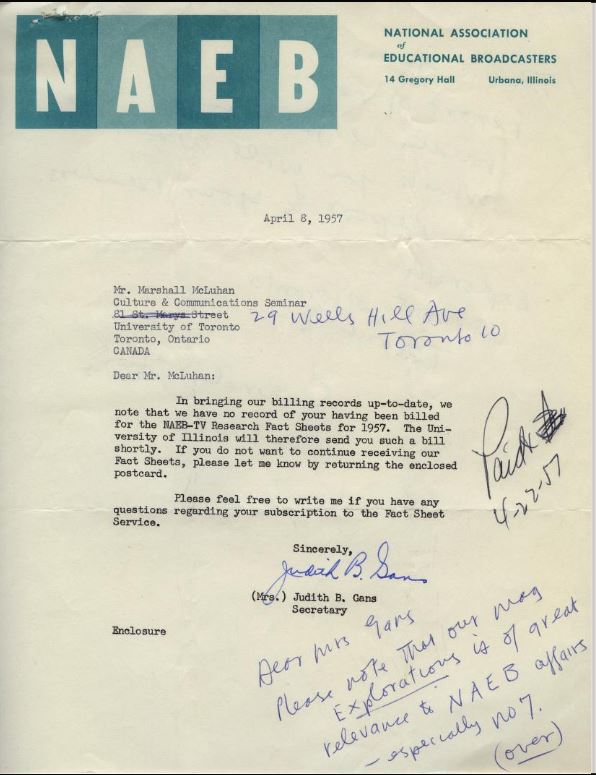 NAEB
NATIONAL ASSOCIATION
of
EDUCATIONAL BROADCASTERS
14 Gregory Hall Urbana, Illinois
April 8, 1957
Mr. Marshall McLuhan
Culture & Communications Seminar
81 St. Marys Street 29 Wells Hill Ave
University of Toronto Toronto 10
Toronto, Ontario
CANADA
Dear Mr. McLuhan:
In bringing our billing records up-to-date, we
note that we have no record of your having been billed
for the NAEB-TV Research Fact Sheets for 1957. The Uni-
versity of Illinois will therefore send you such a bill
shortly. If you do not want to continue receiving our
Fact Sheets, please let me know by returning the enclosed
postcard.
Paid
4-22-57
Please feel free to write me if you have any
questions regarding your subscription to the Fact Sheet
Service.
Sincerely,
Judith B. Gans
(Mrs.) Judith B. Gans
Secretary
Enclosure
Dear Mrs Gans
Please note that our mag
Explorations is of great
relevance to NAEB affairs
- especially no 7.
(over)